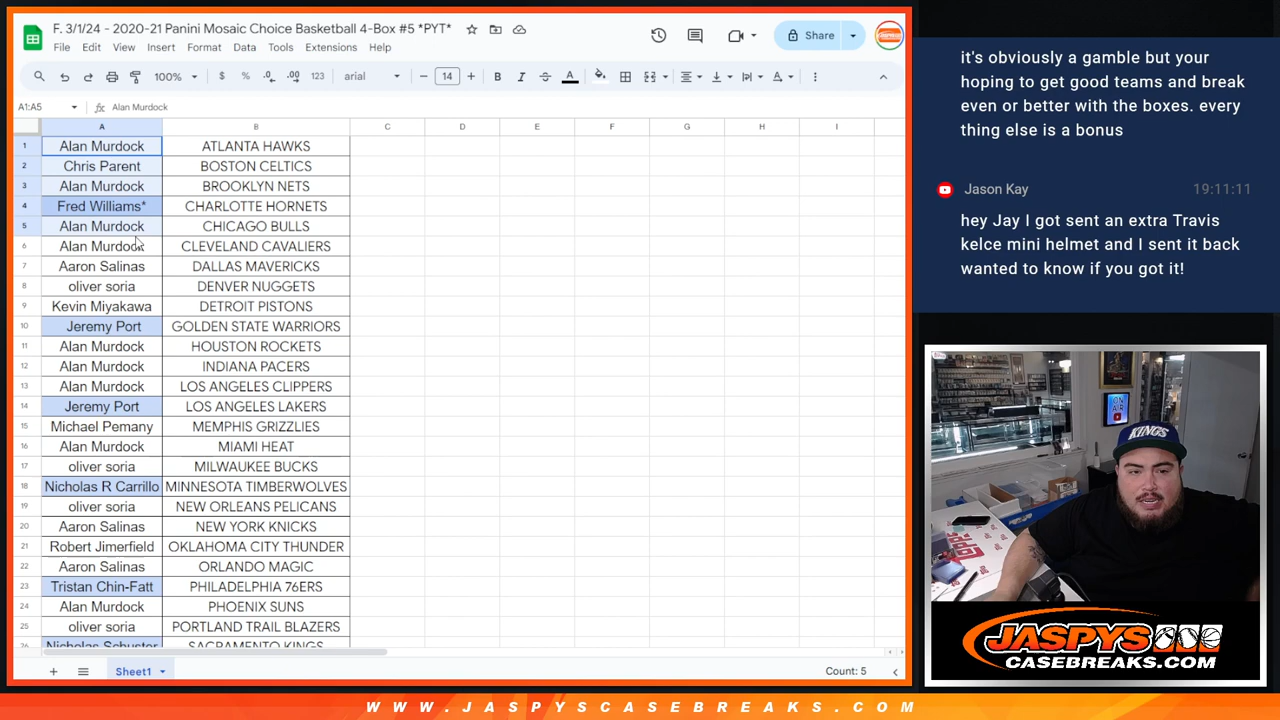 F. 3/1/24 - 2020-21 Panini Mosaic Choice Basketball 4-Box #5 *PYT*
File Edit View Insert Format Data Tools Extensions Help
Share
100% $ % .0 .00 123 arial 14 B I S A
A1:A5 fx Alan Murdock
A B C D E F G H I
1 Alan Murdock ATLANTA HAWKS
2 Chris Parent BOSTON CELTICS
3 Alan Murdock BROOKLYN NETS
4 Fred Williams* CHARLOTTE HORNETS
5 Alan Murdock CHICAGO BULLS
6 Alan Murdock CLEVELAND CAVALIERS
7 Aaron Salinas DALLAS MAVERICKS
8 oliver soria DENVER NUGGETS
9 Kevin Miyakawa DETROIT PISTONS
10 Jeremy Port GOLDEN STATE WARRIORS
11 Alan Murdock HOUSTON ROCKETS
12 Alan Murdock INDIANA PACERS
13 Alan Murdock LOS ANGELES CLIPPERS
14 Jeremy Port LOS ANGELES LAKERS
15 Michael Pemany MEMPHIS GRIZZLIES
16 Alan Murdock MIAMI HEAT
17 oliver soria MILWAUKEE BUCKS
18 Nicholas R Carrillo MINNESOTA TIMBERWOLVES
19 oliver soria NEW ORLEANS PELICANS
20 Aaron Salinas NEW YORK KNICKS
21 Robert Jimerfield OKLAHOMA CITY THUNDER
22 Aaron Salinas ORLANDO MAGIC
23 Tristan Chin-Fatt PHILADELPHIA 76ERS
24 Alan Murdock PHOENIX SUNS
25 oliver soria PORTLAND TRAIL BLAZERS
26 Nicholas Schuster SACRAMENTO KINGS
Sheet1
Count: 5
it's obviously a gamble but your
hoping to get good teams and break
even or better with the boxes. every
thing else is a bonus
Jason Kay 19:11:11
hey Jay I got sent an extra Travis
kelce mini helmet and I sent it back
wanted to know if you got it!
ON AIR
KINGS
JASPYS
CASEBREAKS.COM
WWW.JASPYSCASEBREAKS.COM